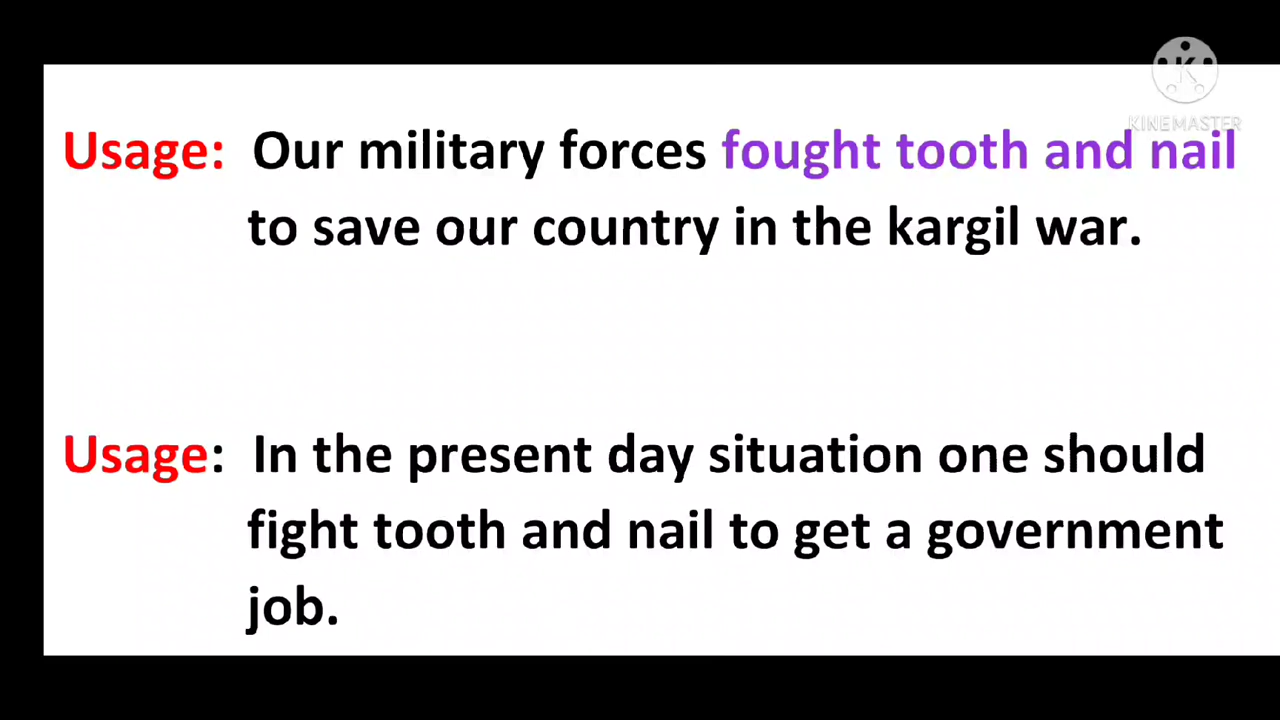 KINEMASTER
Usage: Our military forces fought tooth and nail
to save our country in the kargil war.
Usage: In the present day situation one should
fight tooth and nail to get a government
job.